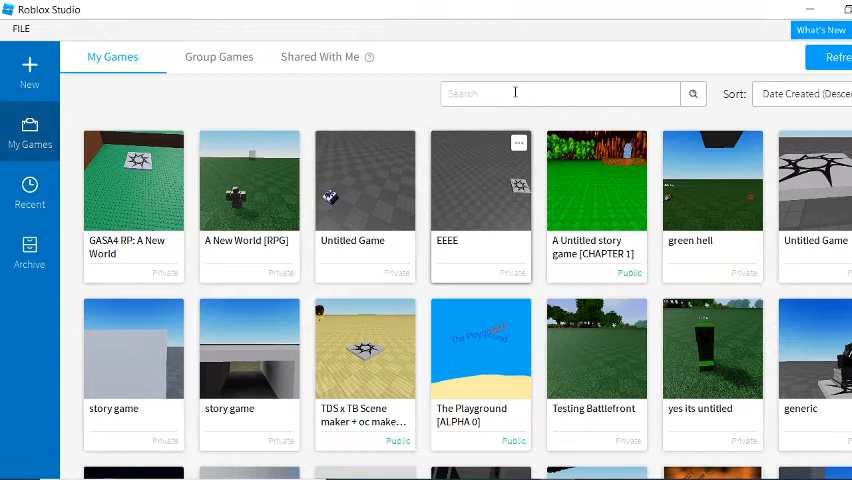 Roblox Studio
FILE
What's New
My Games
Group Games
Shared With Me
Refre
New
Search...
Sort:
Date Created (Desce
My Games
Recent
Archive
GASA4 RP: A New
World
Private
A New World [RPG]
Private
Untitled Game
Private
EEEE
Private
A Untitled story
game [CHAPTER 1]
Public
green hell
Private
Untitled Game
story game
Private
story game
Private
TDS x TB Scene
maker + oc make...
Public
The Playground
The Playground
[ALPHA 0]
Public
Testing Battlefront
Private
yes its untitled
Private
generic